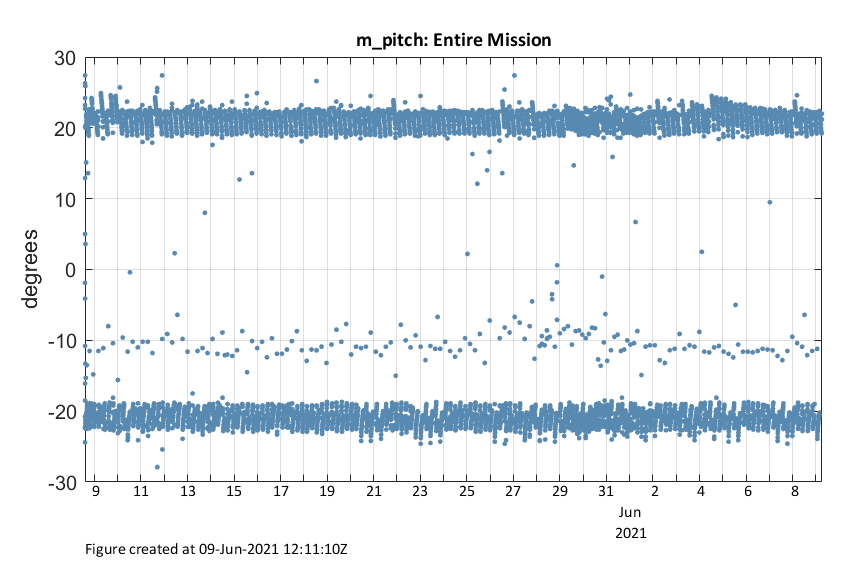 m_pitch: Entire Mission
30
20
10
0
-10
-20
-30
degrees
9 11 13 15 17 19 21 23 25 27 29 31 2 4 6 8
Jun
2021
Figure created at 09-Jun-2021 12:11:10Z